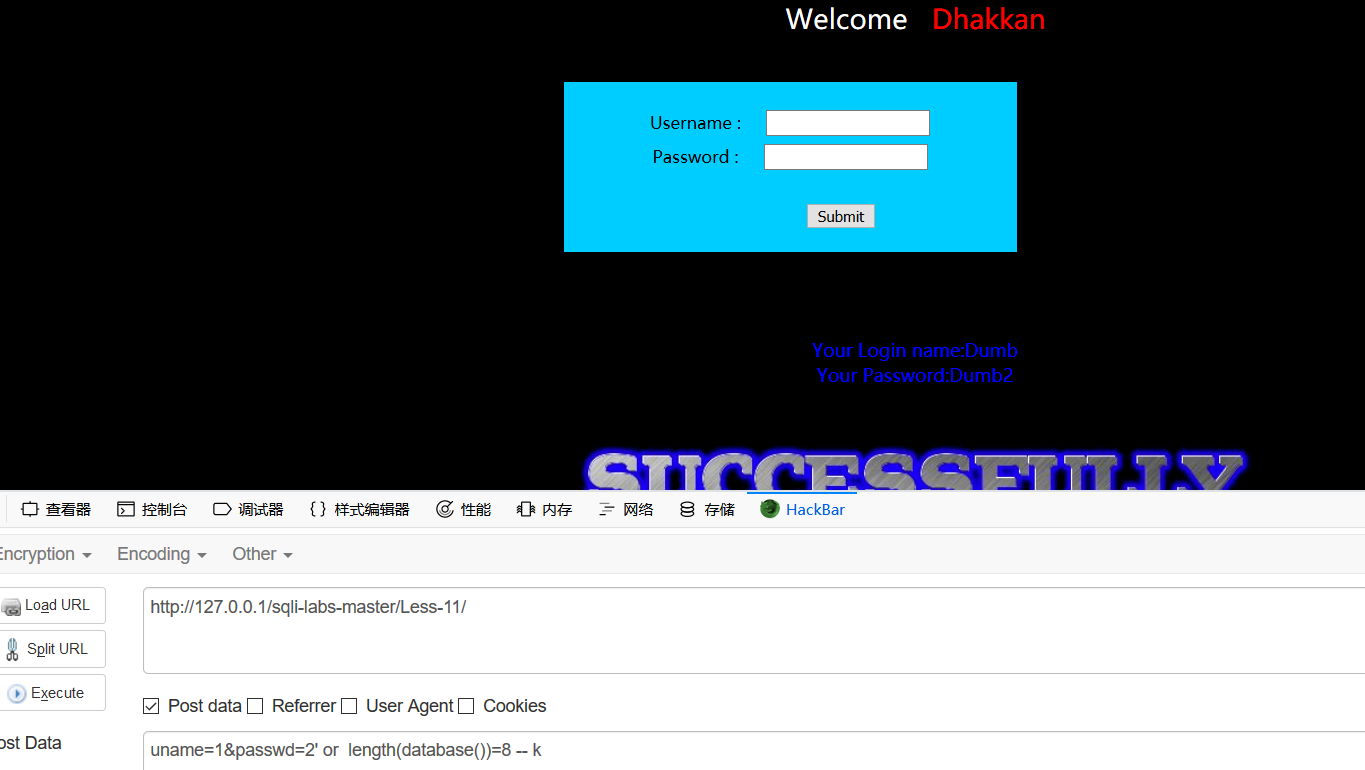 Welcome Dhakkan
Username :
Password :
Submit
Your Login name:Dumb
Your Password:Dumb2
SUCCESSFULLY
查看器 控制台 调试器 {} 样式编辑器 性能 内存 网络 存储 HackBar
Encryption Encoding Other
Load URL
http://127.0.0.1/sqli-labs-master/Less-11/
Split URL
Execute
Post data Referrer User Agent Cookies
ost Data
uname=1&passwd=2' or  length(database())=8 -- k